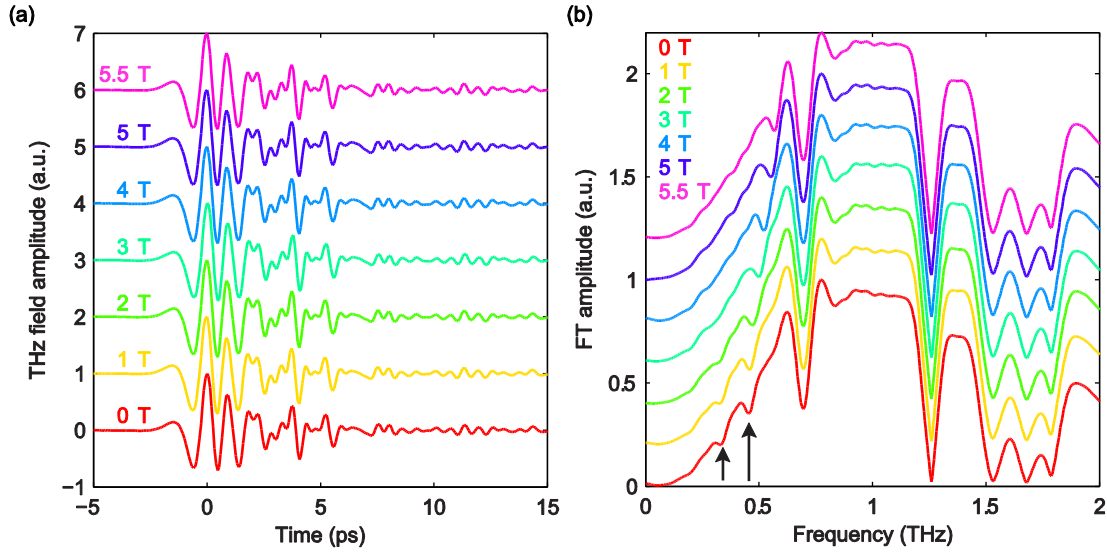 (a)
THz field amplitude (a.u.)
7
6
5
4
3
2
1
0
−1
5.5 T
5 T
4 T
3 T
2 T
1 T
0 T
−5
0
5
10
15
Time (ps)
(b)
FT amplitude (a.u.)
2
1.5
1
0.5
0
0 T
1 T
2 T
3 T
4 T
5 T
5.5 T
0
0.5
1
1.5
2
Frequency (THz)